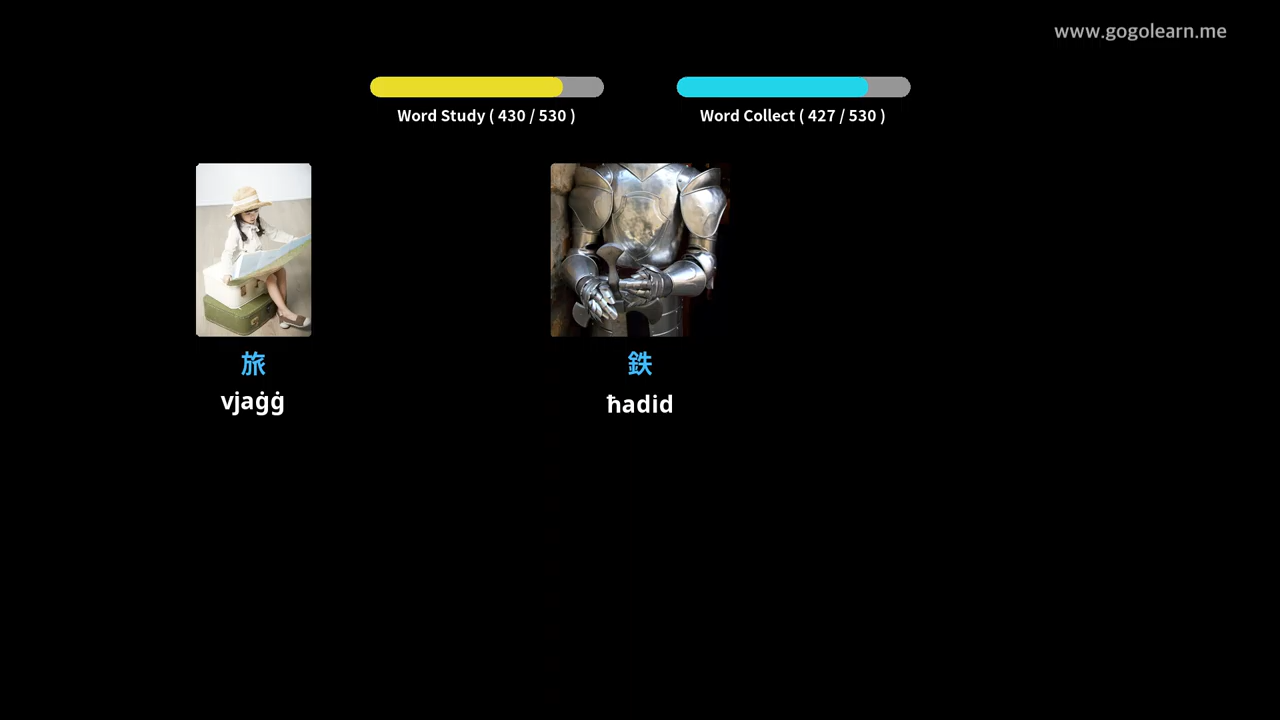 www.gogolearn.me
Word Study ( 430 / 530 )
Word Collect ( 427 / 530 )
旅
vjaġġ
鉄
ħadid